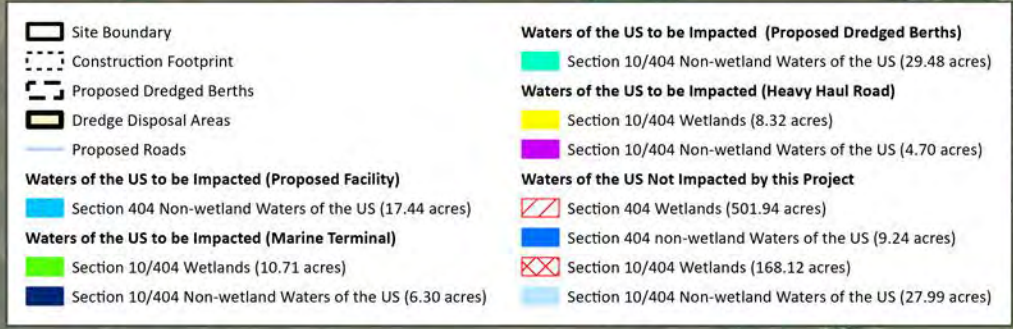 Site Boundary
Construction Footprint
Proposed Dredged Berths
Dredge Disposal Areas
Proposed Roads
Waters of the US to be Impacted (Proposed Facility)
Section 404 Non-wetland Waters of the US (17.44 acres)
Waters of the US to be Impacted (Marine Terminal)
Section 10/404 Wetlands (10.71 acres)
Section 10/404 Non-wetland Waters of the US (6.30 acres)
Waters of the US to be Impacted (Proposed Dredged Berths)
Section 10/404 Non-wetland Waters of the US (29.48 acres)
Waters of the US to be Impacted (Heavy Haul Road)
Section 10/404 Wetlands (8.32 acres)
Section 10/404 Non-wetland Waters of the US (4.70 acres)
Waters of the US Not Impacted by this Project
Section 404 Wetlands (501.94 acres)
Section 404 non-wetland Waters of the US (9.24 acres)
Section 10/404 Wetlands (168.12 acres)
Section 10/404 Non-wetland Waters of the US (27.99 acres)